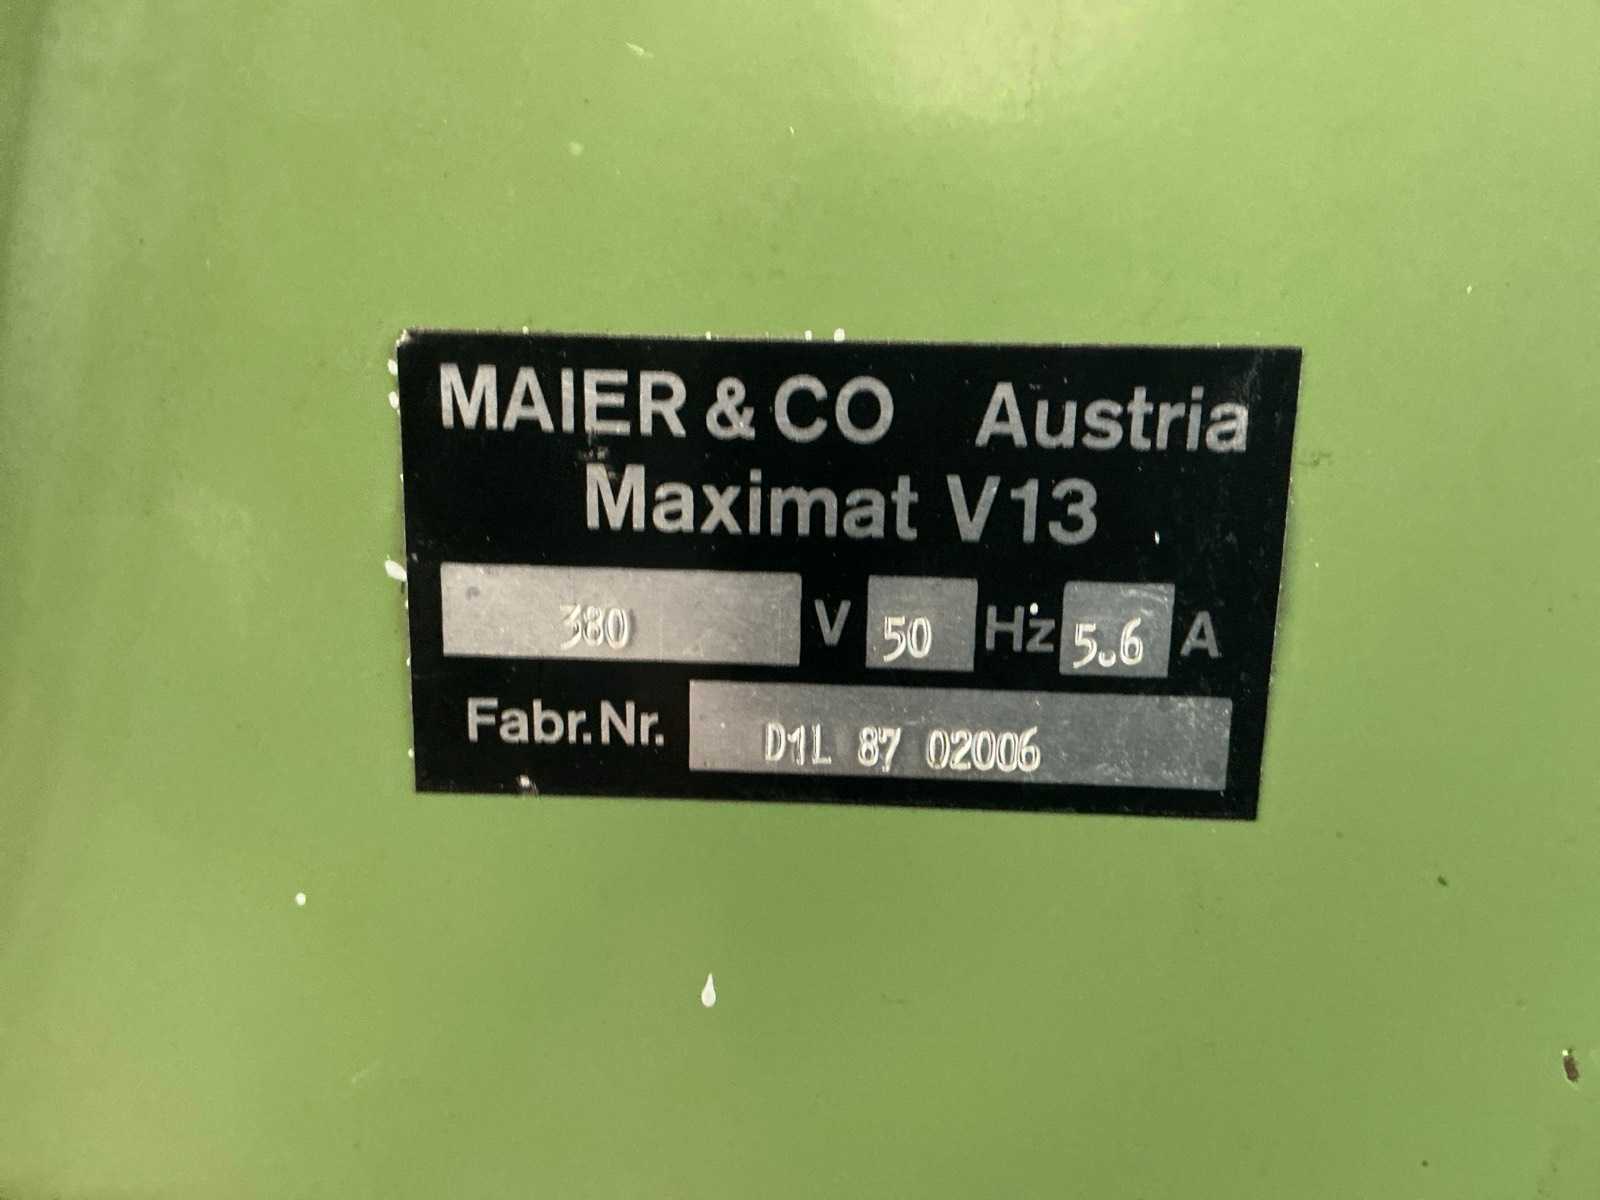 MAIER & CO Austria
Maximat V13
380 V 50 Hz 5.6 A
Fabr. Nr. D1L 87 02006